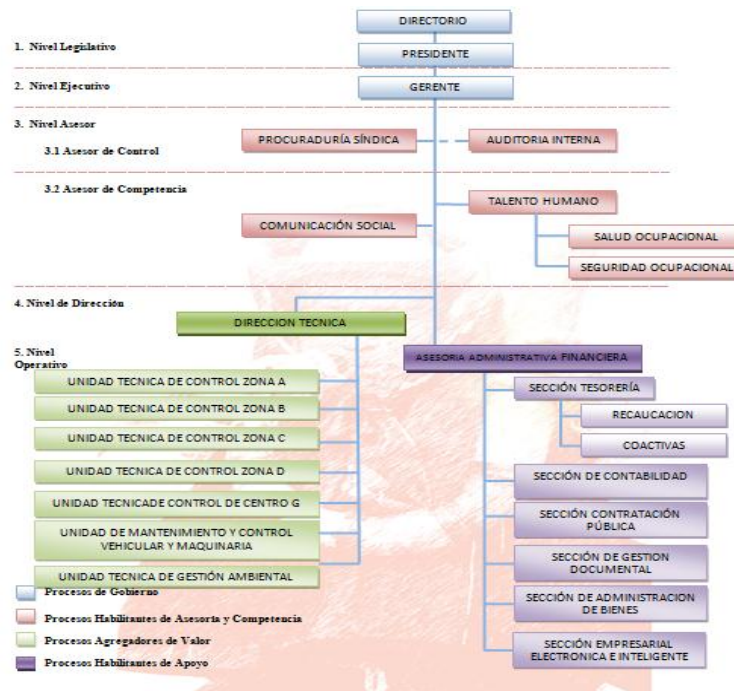 DIRECTORIO
1. Nivel Legislativo
PRESIDENTE
2. Nivel Ejecutivo
GERENTE
3. Nivel Asesor
PROCURADURÍA SÍNDICA
AUDITORIA INTERNA
3.1 Asesor de Control
3.2 Asesor de Competencia
TALENTO HUMANO
COMUNICACIÓN SOCIAL
SALUD OCUPACIONAL
SEGURIDAD OCUPACIONAL
4. Nivel de Dirección
DIRECCION TECNICA
5. Nivel
Operativo
ASESORIA ADMINISTRATIVA FINANCIERA
UNIDAD TECNICA DE CONTROL ZONA A
UNIDAD TECNICA DE CONTROL ZONA B
UNIDAD TECNICA DE CONTROL ZONA C
UNIDAD TECNICA DE CONTROL ZONA D
UNIDAD TECNICADE CONTROL DE CENTRO G
UNIDAD DE MANTENIMIENTO Y CONTROL
VEHICULAR Y MAQUINARIA
UNIDAD TECNICA DE GESTIÓN AMBIENTAL
SECCIÓN TESORERÍA
RECAUCACION
COACTIVAS
SECCIÓN DE CONTABILIDAD
SECCIÓN CONTRATACIÓN
PÚBLICA
SECCIÓN DE GESTION
DOCUMENTAL
SECCIÓN DE ADMINISTRACION
DE BIENES
SECCIÓN EMPRESARIAL
ELECTRONICA E INTELIGENTE
Procesos de Gobierno
Procesos Habilitantes de Asesoría y Competencia
Procesos Agregadores de Valor
Procesos Habilitantes de Apoyo